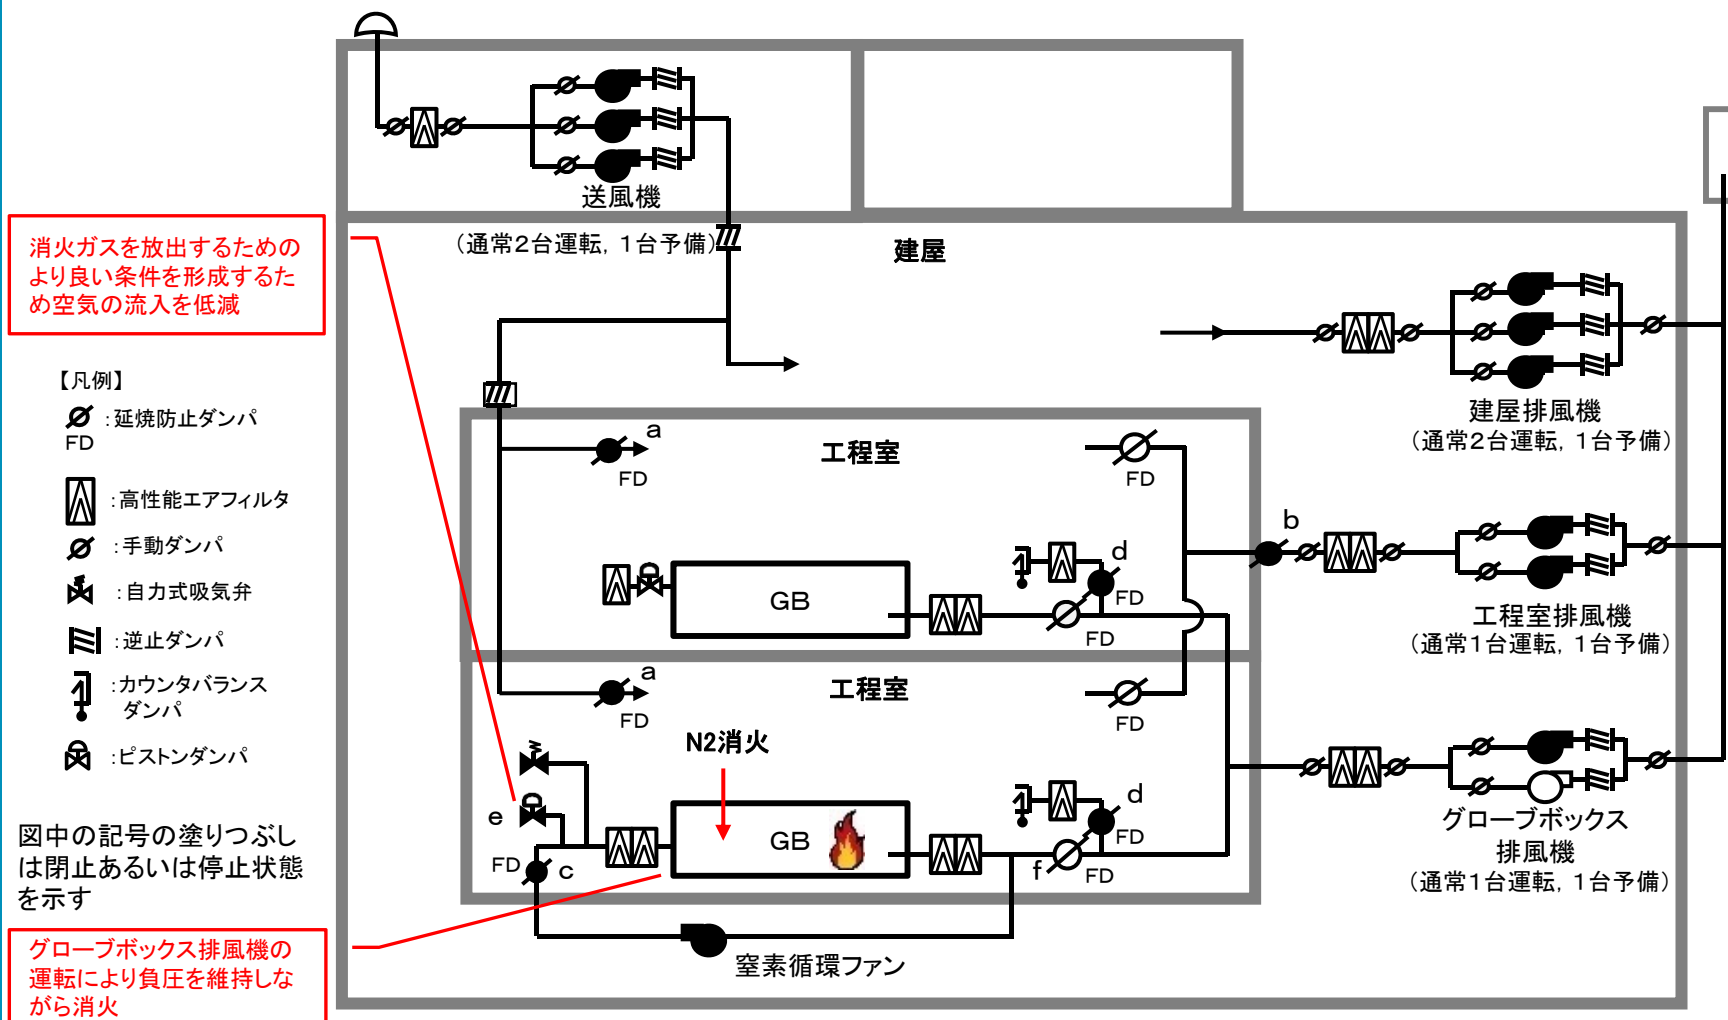 送風機
(通常2台運転, 1台予備)
建屋
消火ガスを放出するための
より良い条件を形成するた
め空気の流入を低減
【凡例】
:延焼防止ダンパ
FD
:高性能エアフィルタ
:手動ダンパ
:自力式吸気弁
:逆止ダンパ
:カウンタバランス
ダンパ
:ピストンダンパ
図中の記号の塗りつぶし
は閉止あるいは停止状態
を示す
グローブボックス排風機の
運転により負圧を維持しな
がら消火
建屋排風機
(通常2台運転, 1台予備)
a
FD
工程室
FD
b
d
FD
GB
FD
工程室排風機
(通常1台運転, 1台予備)
a
FD
工程室
FD
N2消火
e
d
FD
GB
FD
c
f
FD
グローブボックス
排風機
(通常1台運転, 1台予備)
窒素循環ファン